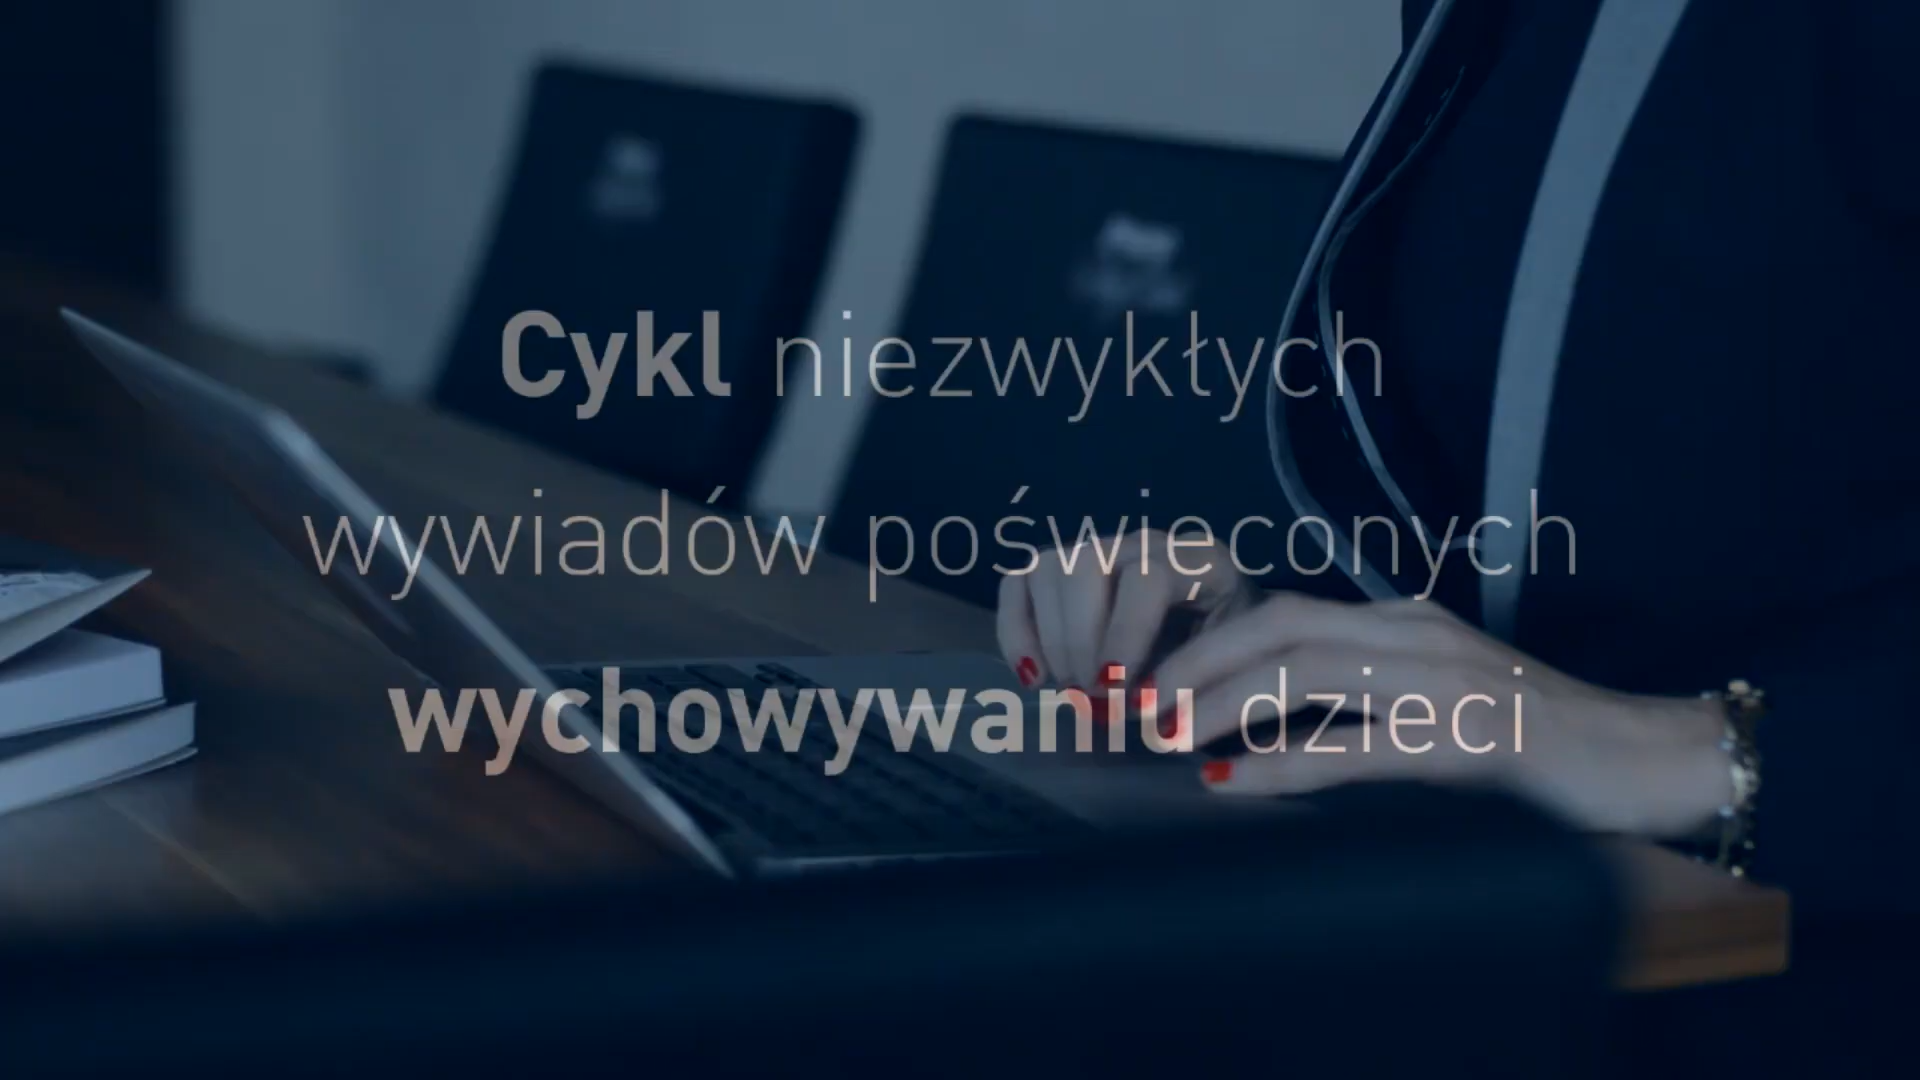 Cykl niezwykłych
wywiadów poświęconych
wychowywaniu dzieci